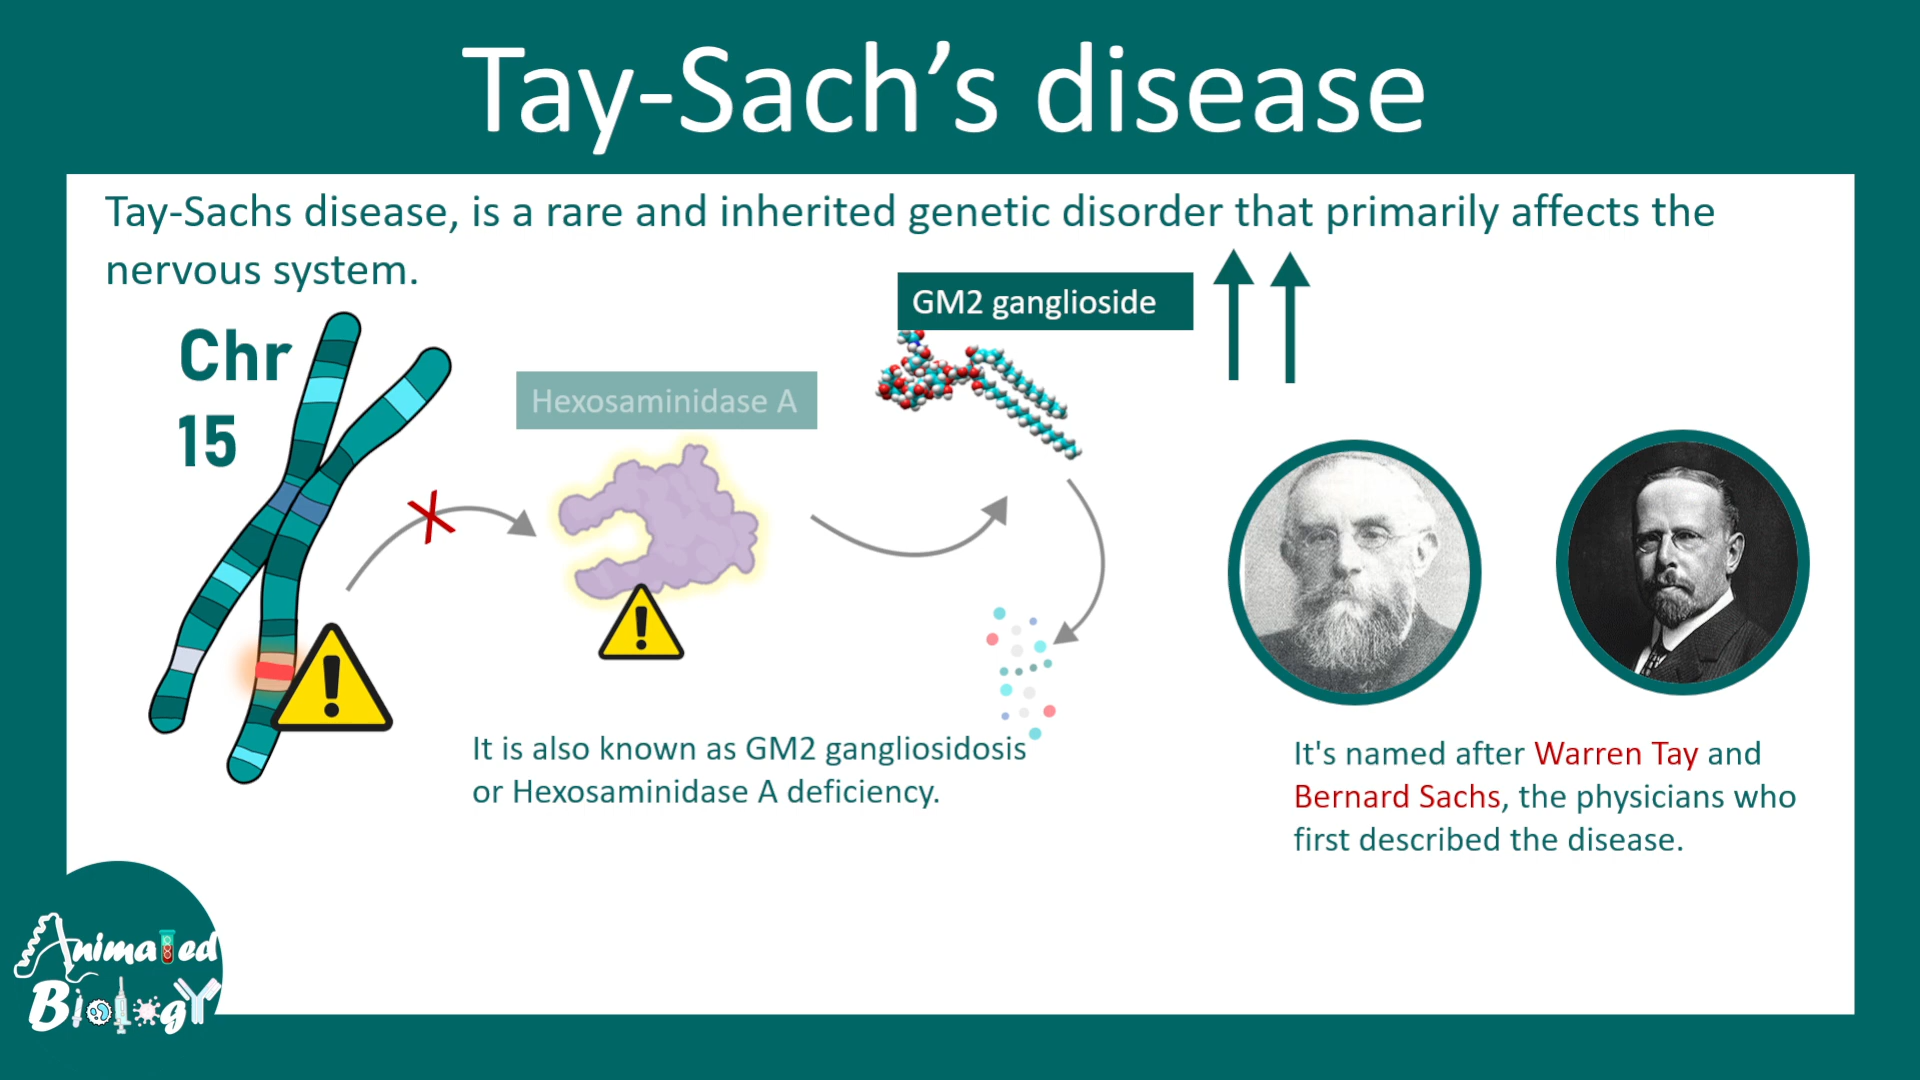 Tay-Sach’s disease
Tay-Sachs disease, is a rare and inherited genetic disorder that primarily affects the
nervous system.
GM2 ganglioside
Chr
15
Hexosaminidase A
It is also known as GM2 gangliosidosis
or Hexosaminidase A deficiency.
It's named after Warren Tay and
Bernard Sachs, the physicians who
first described the disease.
Animated
Biology